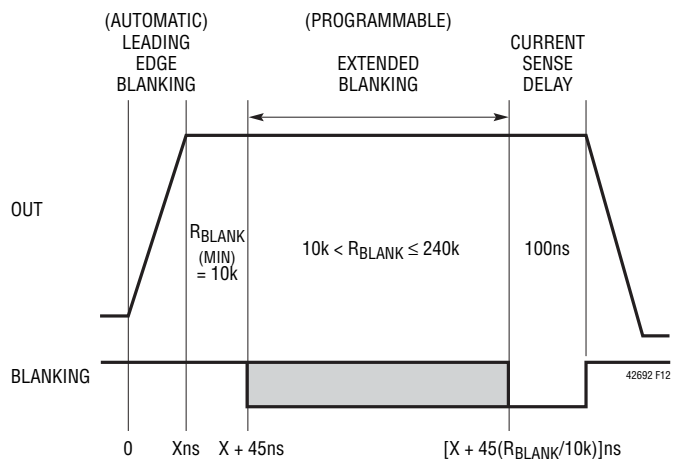 (AUTOMATIC)
LEADING
EDGE
BLANKING
(PROGRAMMABLE)
EXTENDED
BLANKING
CURRENT
SENSE
DELAY
OUT
RBLANK
(MIN)
= 10k
10k < RBLANK ≤ 240k
100ns
BLANKING
42692 F12
0
Xns
X + 45ns
[X + 45(RBLANK/10k)]ns